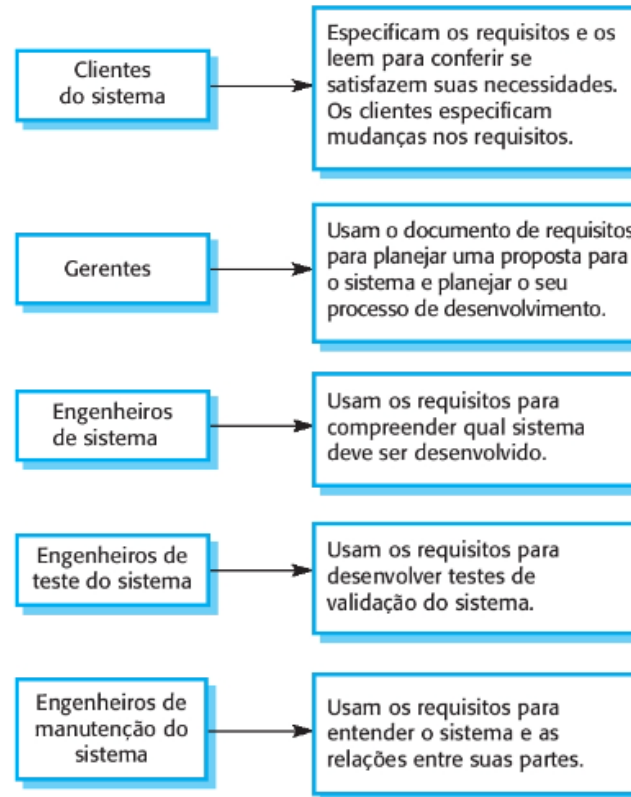 Clientes
do sistema
Especificam os requisitos e os
leem para conferir se
satisfazem suas necessidades.
Os clientes especificam
mudanças nos requisitos.
Gerentes
Usam o documento de requisitos
para planejar uma proposta para
o sistema e planejar o seu
processo de desenvolvimento.
Engenheiros
de sistema
Usam os requisitos para
compreender qual sistema
deve ser desenvolvido.
Engenheiros de
teste do sistema
Usam os requisitos para
desenvolver testes de
validação do sistema.
Engenheiros de
manutenção do
sistema
Usam os requisitos para
entender o sistema e as
relações entre suas partes.